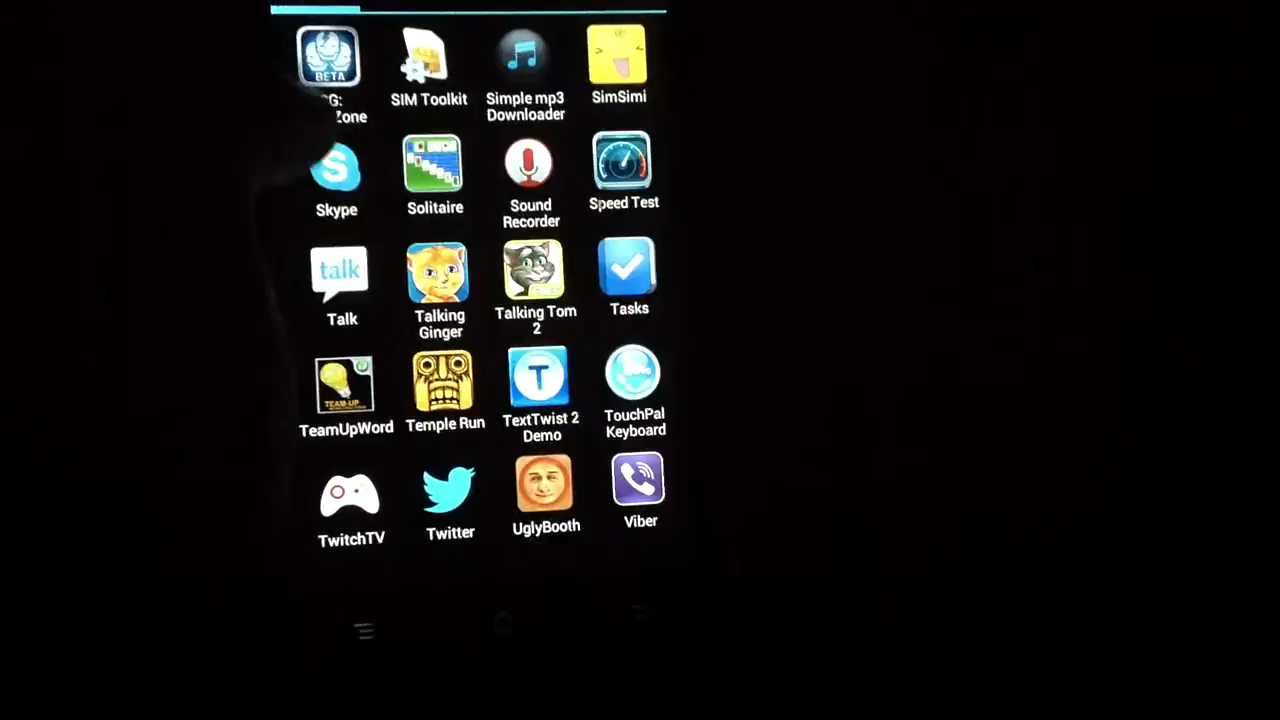 BETA
G:
Zone
SIM Toolkit
Simple mp3
Downloader
SimSimi
S
Skype
Solitaire
Sound
Recorder
Speed Test
talk
Talk
Talking
Ginger
Talking Tom
2
Tasks
TEAM-UP
TeamUpWord
Temple Run
T
TextTwist 2
Demo
TouchPal
Keyboard
TwitchTV
Twitter
UglyBooth
Viber